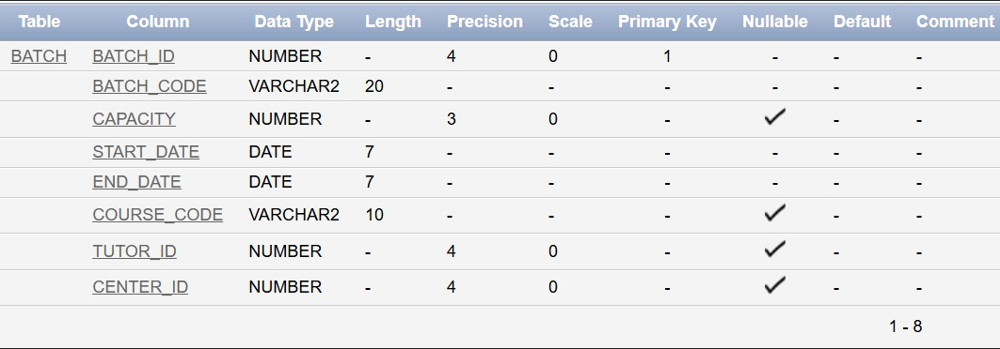 Table Column Data Type Length Precision Scale Primary Key Nullable Default Comment
BATCH BATCH_ID NUMBER - 4 0 1 - - -
BATCH_CODE VARCHAR2 20 - - - - - -
CAPACITY NUMBER - 3 0 - ✓ - -
START_DATE DATE 7 - - - - - -
END_DATE DATE 7 - - - - - -
COURSE_CODE VARCHAR2 10 - - - ✓ - -
TUTOR_ID NUMBER - 4 0 - ✓ - -
CENTER_ID NUMBER - 4 0 - ✓ - -
1 - 8